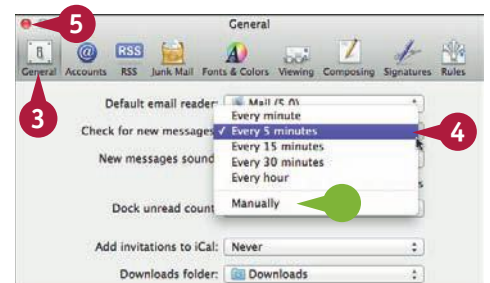 General
5
General Accounts RSS Junk Mail Fonts & Colors Viewing Composing Signatures Rules
3
Default email reader: Mail (5.0)
Every minute
Check for new messages ✓ Every 5 minutes
4
Every 15 minutes
New messages sound
Every 30 minutes
Every hour
Dock unread count
Manually
Add invitations to iCal: Never
Downloads folder: Downloads